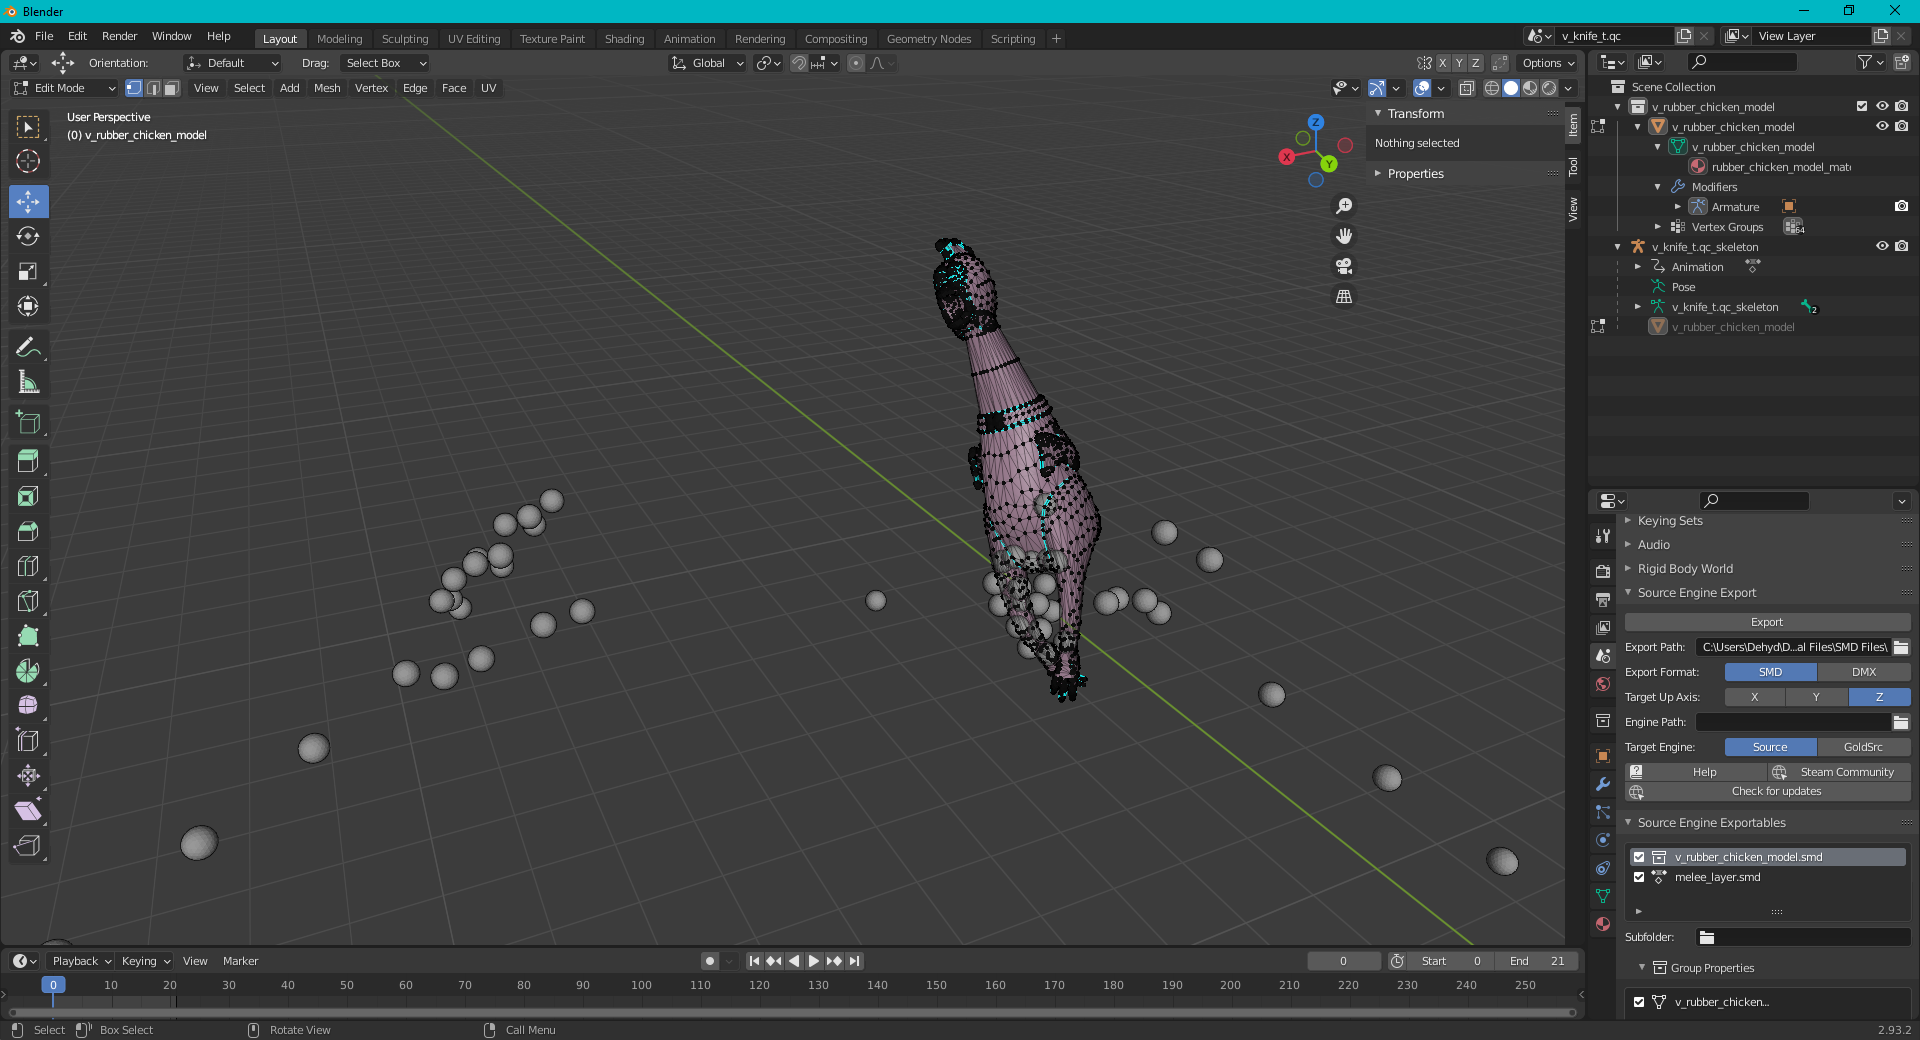 Blender
File Edit Render Window Help Layout Modeling Sculpting UV Editing Texture Paint Shading Animation Rendering Compositing Geometry Nodes Scripting + v_knife_t.qc View Layer
Orientation: Default Drag: Select Box Global X Y Z Options
Edit Mode View Select Add Mesh Vertex Edge Face UV
User Perspective
(0) v_rubber_chicken_model
Z
X
Y
Transform
Nothing selected
Properties
Item
Tool
View
Scene Collection
v_rubber_chicken_model
v_rubber_chicken_model
v_rubber_chicken_model
rubber_chicken_model_mat
Modifiers
Armature
Vertex Groups 64
v_knife_t.qc_skeleton
Animation
Pose
v_knife_t.qc_skeleton 2
v_rubber_chicken_model
Keying Sets
Audio
Rigid Body World
Source Engine Export
Export
Export Path: C:\Users\Dehyd\D...al Files\SMD Files\
Export Format: SMD DMX
Target Up Axis: X Y Z
Engine Path:
Target Engine: Source GoldSrc
Help Steam Community
Check for updates
Source Engine Exportables
v_rubber_chicken_model.smd
melee_layer.smd
Subfolder:
Group Properties
v_rubber_chicken...
Playback Keying View Marker 0 Start 0 End 21
0 10 20 30 40 50 60 70 80 90 100 110 120 130 140 150 160 170 180 190 200 210 220 230 240 250
Select Box Select Rotate View Call Menu 2.93.2